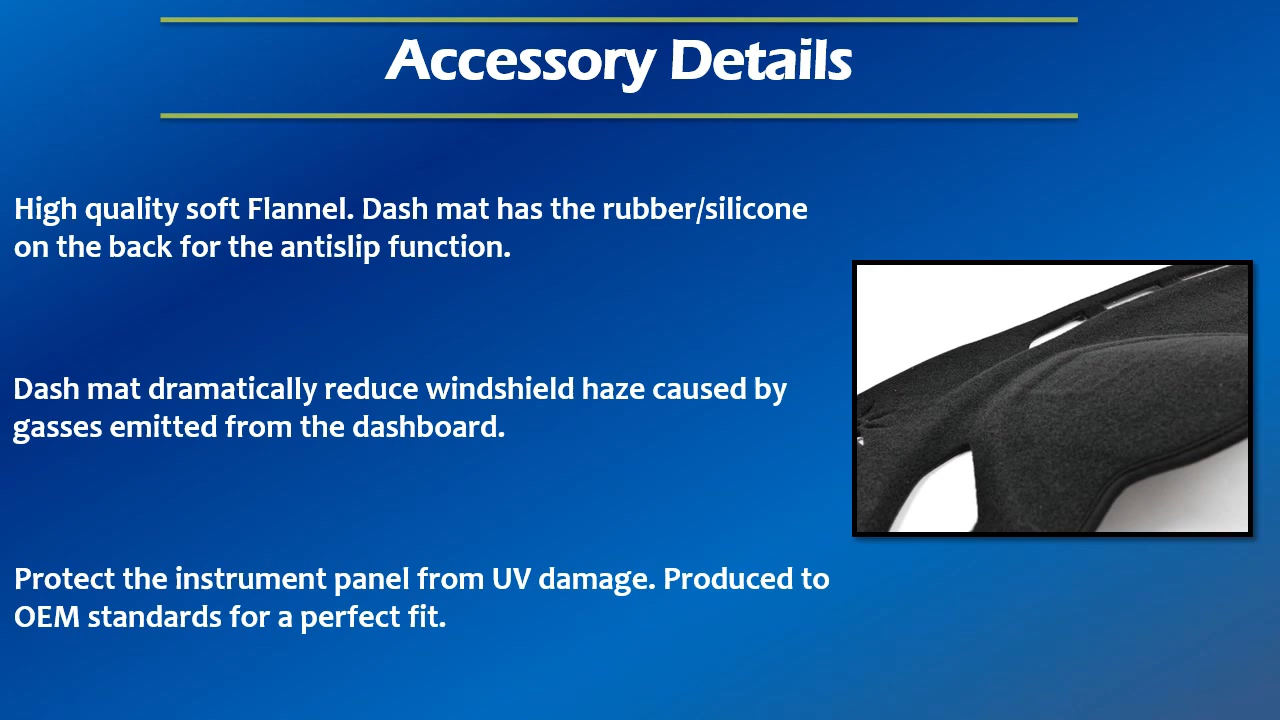 Accessory Details
High quality soft Flannel. Dash mat has the rubber/silicone
on the back for the antislip function.
Dash mat dramatically reduce windshield haze caused by
gasses emitted from the dashboard.
Protect the instrument panel from UV damage. Produced to
OEM standards for a perfect fit.